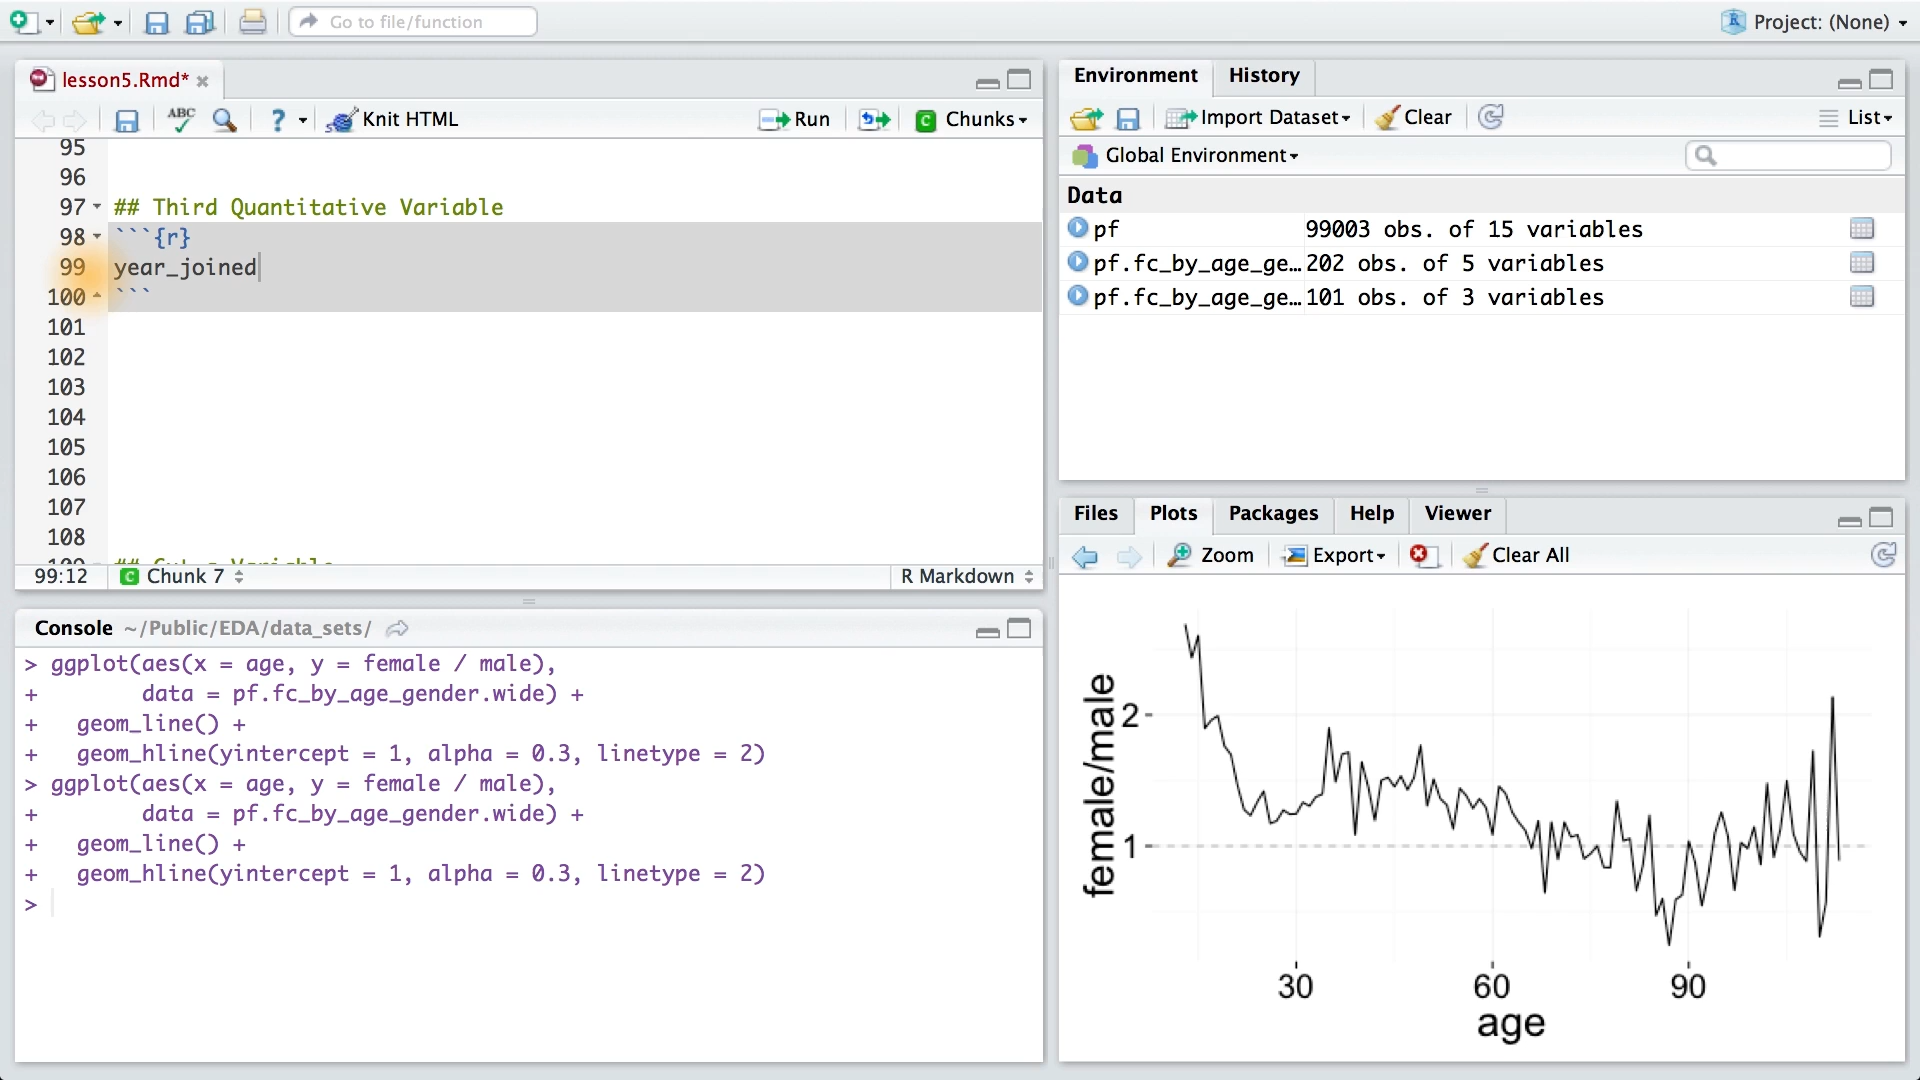 Go to file/function
Project: (None)
lesson5.Rmd*
ABC
?
Knit HTML
Run
C Chunks
95
96
97 ## Third Quantitative Variable
98 ```{r}
99 year_joined
100 ```
101
102
103
104
105
106
107
108
99:12 C Chunk 7 R Markdown
Console ~/Public/EDA/data_sets/
> ggplot(aes(x = age, y = female / male),
+ data = pf.fc_by_age_gender.wide) +
+ geom_line() +
+ geom_hline(yintercept = 1, alpha = 0.3, linetype = 2)
> ggplot(aes(x = age, y = female / male),
+ data = pf.fc_by_age_gender.wide) +
+ geom_line() +
+ geom_hline(yintercept = 1, alpha = 0.3, linetype = 2)
>
Environment History
Import Dataset Clear List
Global Environment
Data
pf 99003 obs. of 15 variables
pf.fc_by_age_ge… 202 obs. of 5 variables
pf.fc_by_age_ge… 101 obs. of 3 variables
Files Plots Packages Help Viewer
Zoom Export Clear All
female/male
2
1
30 60 90
age